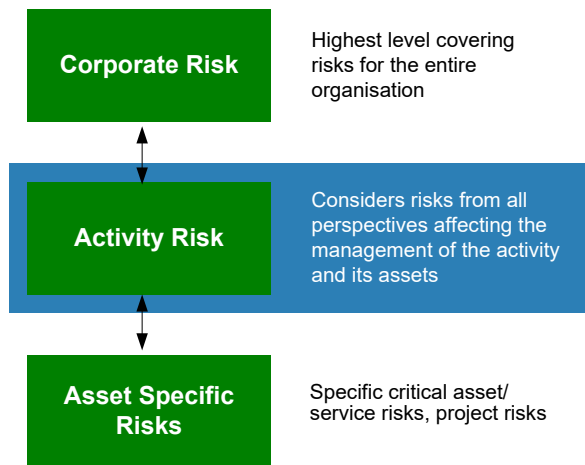 Corporate Risk
Highest level covering
risks for the entire
organisation
Activity Risk
Considers risks from all
perspectives affecting the
management of the activity
and its assets
Asset Specific
Risks
Specific critical asset/
service risks, project risks